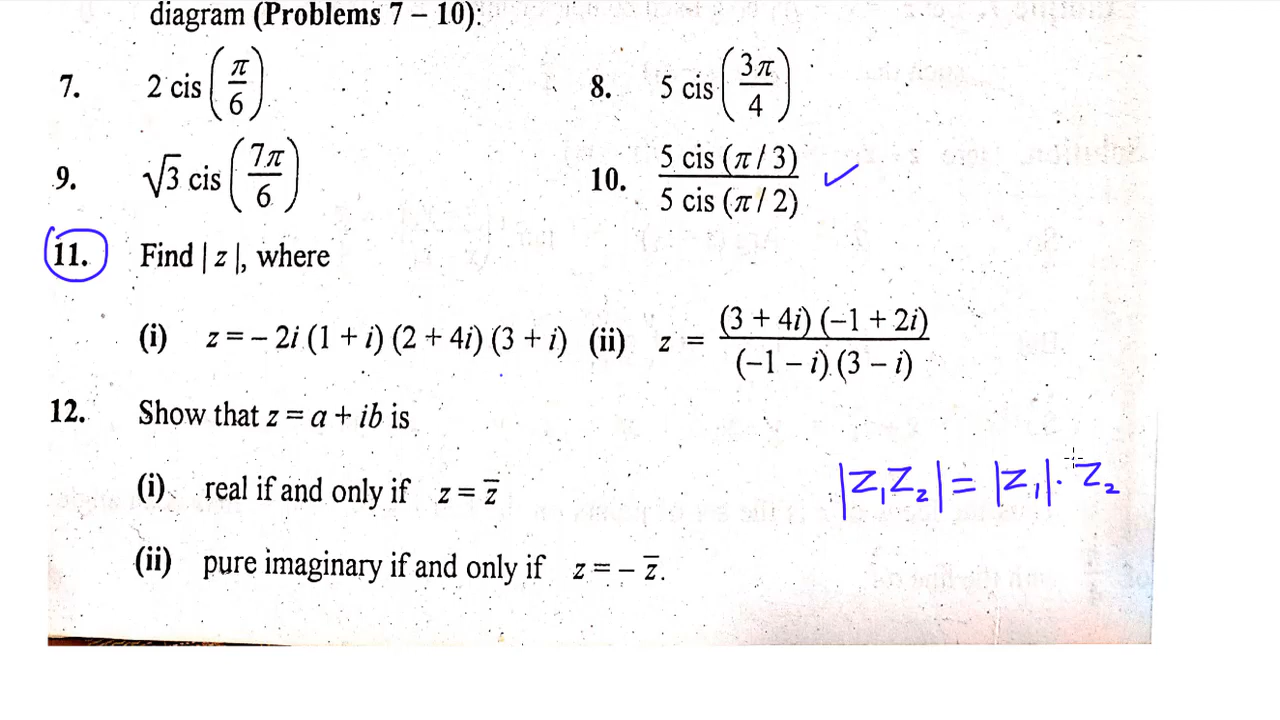 diagram (Problems 7 – 10):
7. 2 cis (π/6) 8. 5 cis (3π/4)
9. √3 cis (7π/6) 10. 5 cis (π / 3) / 5 cis (π / 2) ✓
11. Find | z |, where
(i) z = – 2i (1 + i) (2 + 4i) (3 + i) (ii) z = (3 + 4i) (–1 + 2i) / (–1 – i) (3 – i)
12. Show that z = a + ib is
(i) real if and only if z = z̅
|z₁z₂| = |z₁|· z₂
(ii) pure imaginary if and only if z = – z̅.